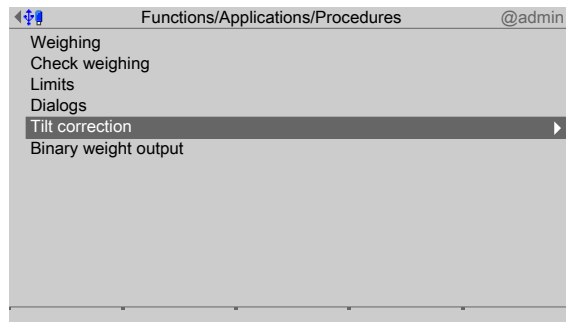 Functions/Applications/Procedures @admin
Weighing
Check weighing
Limits
Dialogs
Tilt correction
Binary weight output